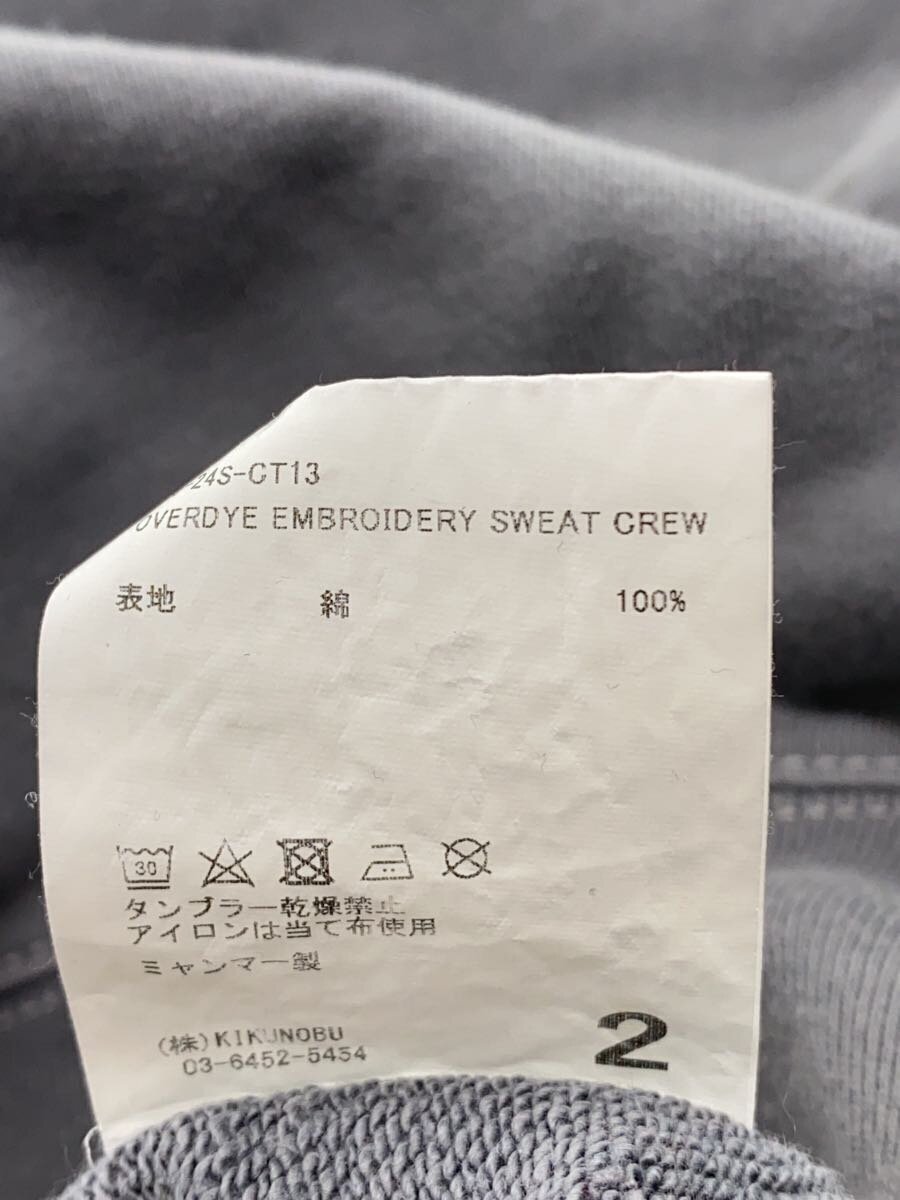 24S-CT13
OVERDYE EMBROIDERY SWEAT CREW
表地 綿 100%
30
タンブラー乾燥禁止
アイロンは当て布使用
ミャンマー製
(株)KIKUNOBU
03-6452-5454
2